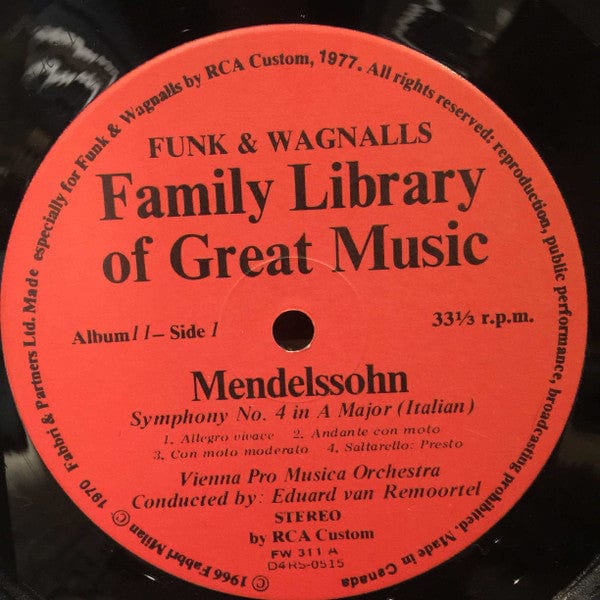 FUNK & WAGNALLS
Family Library
of Great Music
Album 11 – Side 1
33⅓ r.p.m.
Mendelssohn
Symphony No. 4 in A Major (Italian)
1. Allegro vivace 2. Andante con moto
3. Con moto moderato 4. Saltarello: Presto
Vienna Pro Musica Orchestra
Conducted by: Eduard van Remoortel
STEREO
by RCA Custom
FW 311 A
D4RS-0515
© 1966 Fabbri Milan © 1970 Fabbri & Partners Ltd. Made especially for Funk & Wagnalls by RCA Custom, 1977. All rights reserved: reproduction, public performance, broadcasting prohibited. Made in Canada